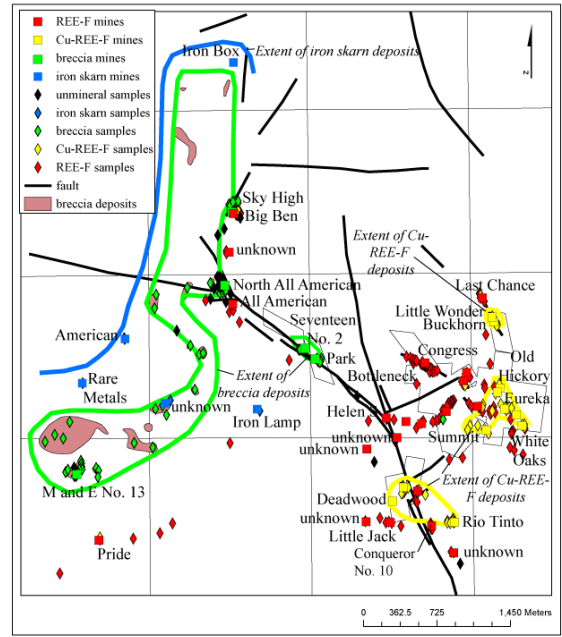 REE-F mines
Cu-REE-F mines
breccia mines
iron skarn mines
unmineral samples
iron skarn samples
breccia samples
Cu-REE-F samples
REE-F samples
fault
breccia deposits
Iron Box
Extent of iron skarn deposits
z
Sky High
Big Ben
unknown
Extent of Cu-
REE-F
deposits
North All American
All American
Last Chance
Little Wonder
Buckhorn
Seventeen
No. 2
American
Park
Congress
Old
Hickory
Bottleneck
Extent of
breccia deposits
Rare
Metals
Eureka
unknown
Iron Lamp
Helen
unknown
Summit
White
Oaks
unknown
Extent of Cu-REE-
F deposits
M and E No. 13
Deadwood
unknown
Rio Tinto
Little Jack
Pride
Conqueror
No. 10
unknown
0 362.5 725 1,450 Meters